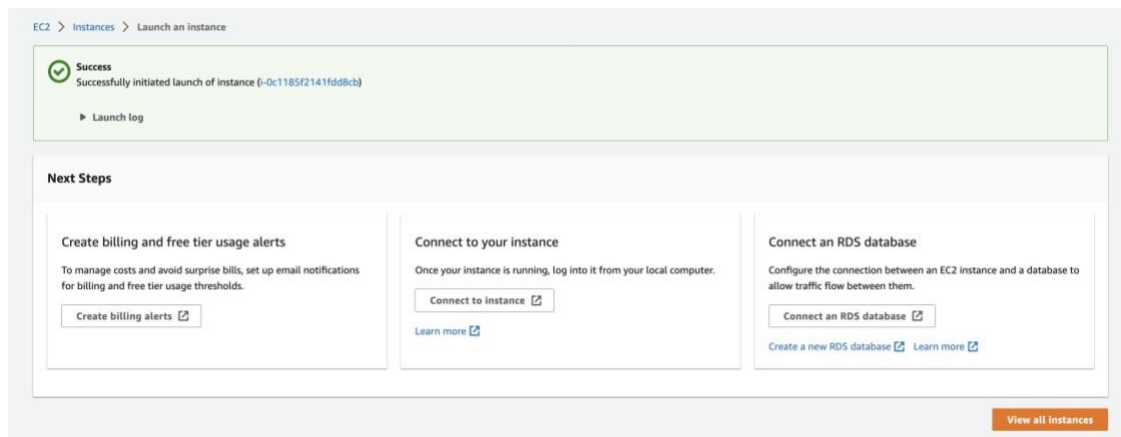 EC2 > Instances > Launch an instance
Success
Successfully initiated launch of instance (i-0c1185f2141fdd8cb)
Launch log
Next Steps
Create billing and free tier usage alerts
To manage costs and avoid surprise bills, set up email notifications
for billing and free tier usage thresholds.
Create billing alerts
Connect to your instance
Once your instance is running, log into it from your local computer.
Connect to instance
Learn more
Connect an RDS database
Configure the connection between an EC2 instance and a database to
allow traffic flow between them.
Connect an RDS database
Create a new RDS database Learn more
View all instances